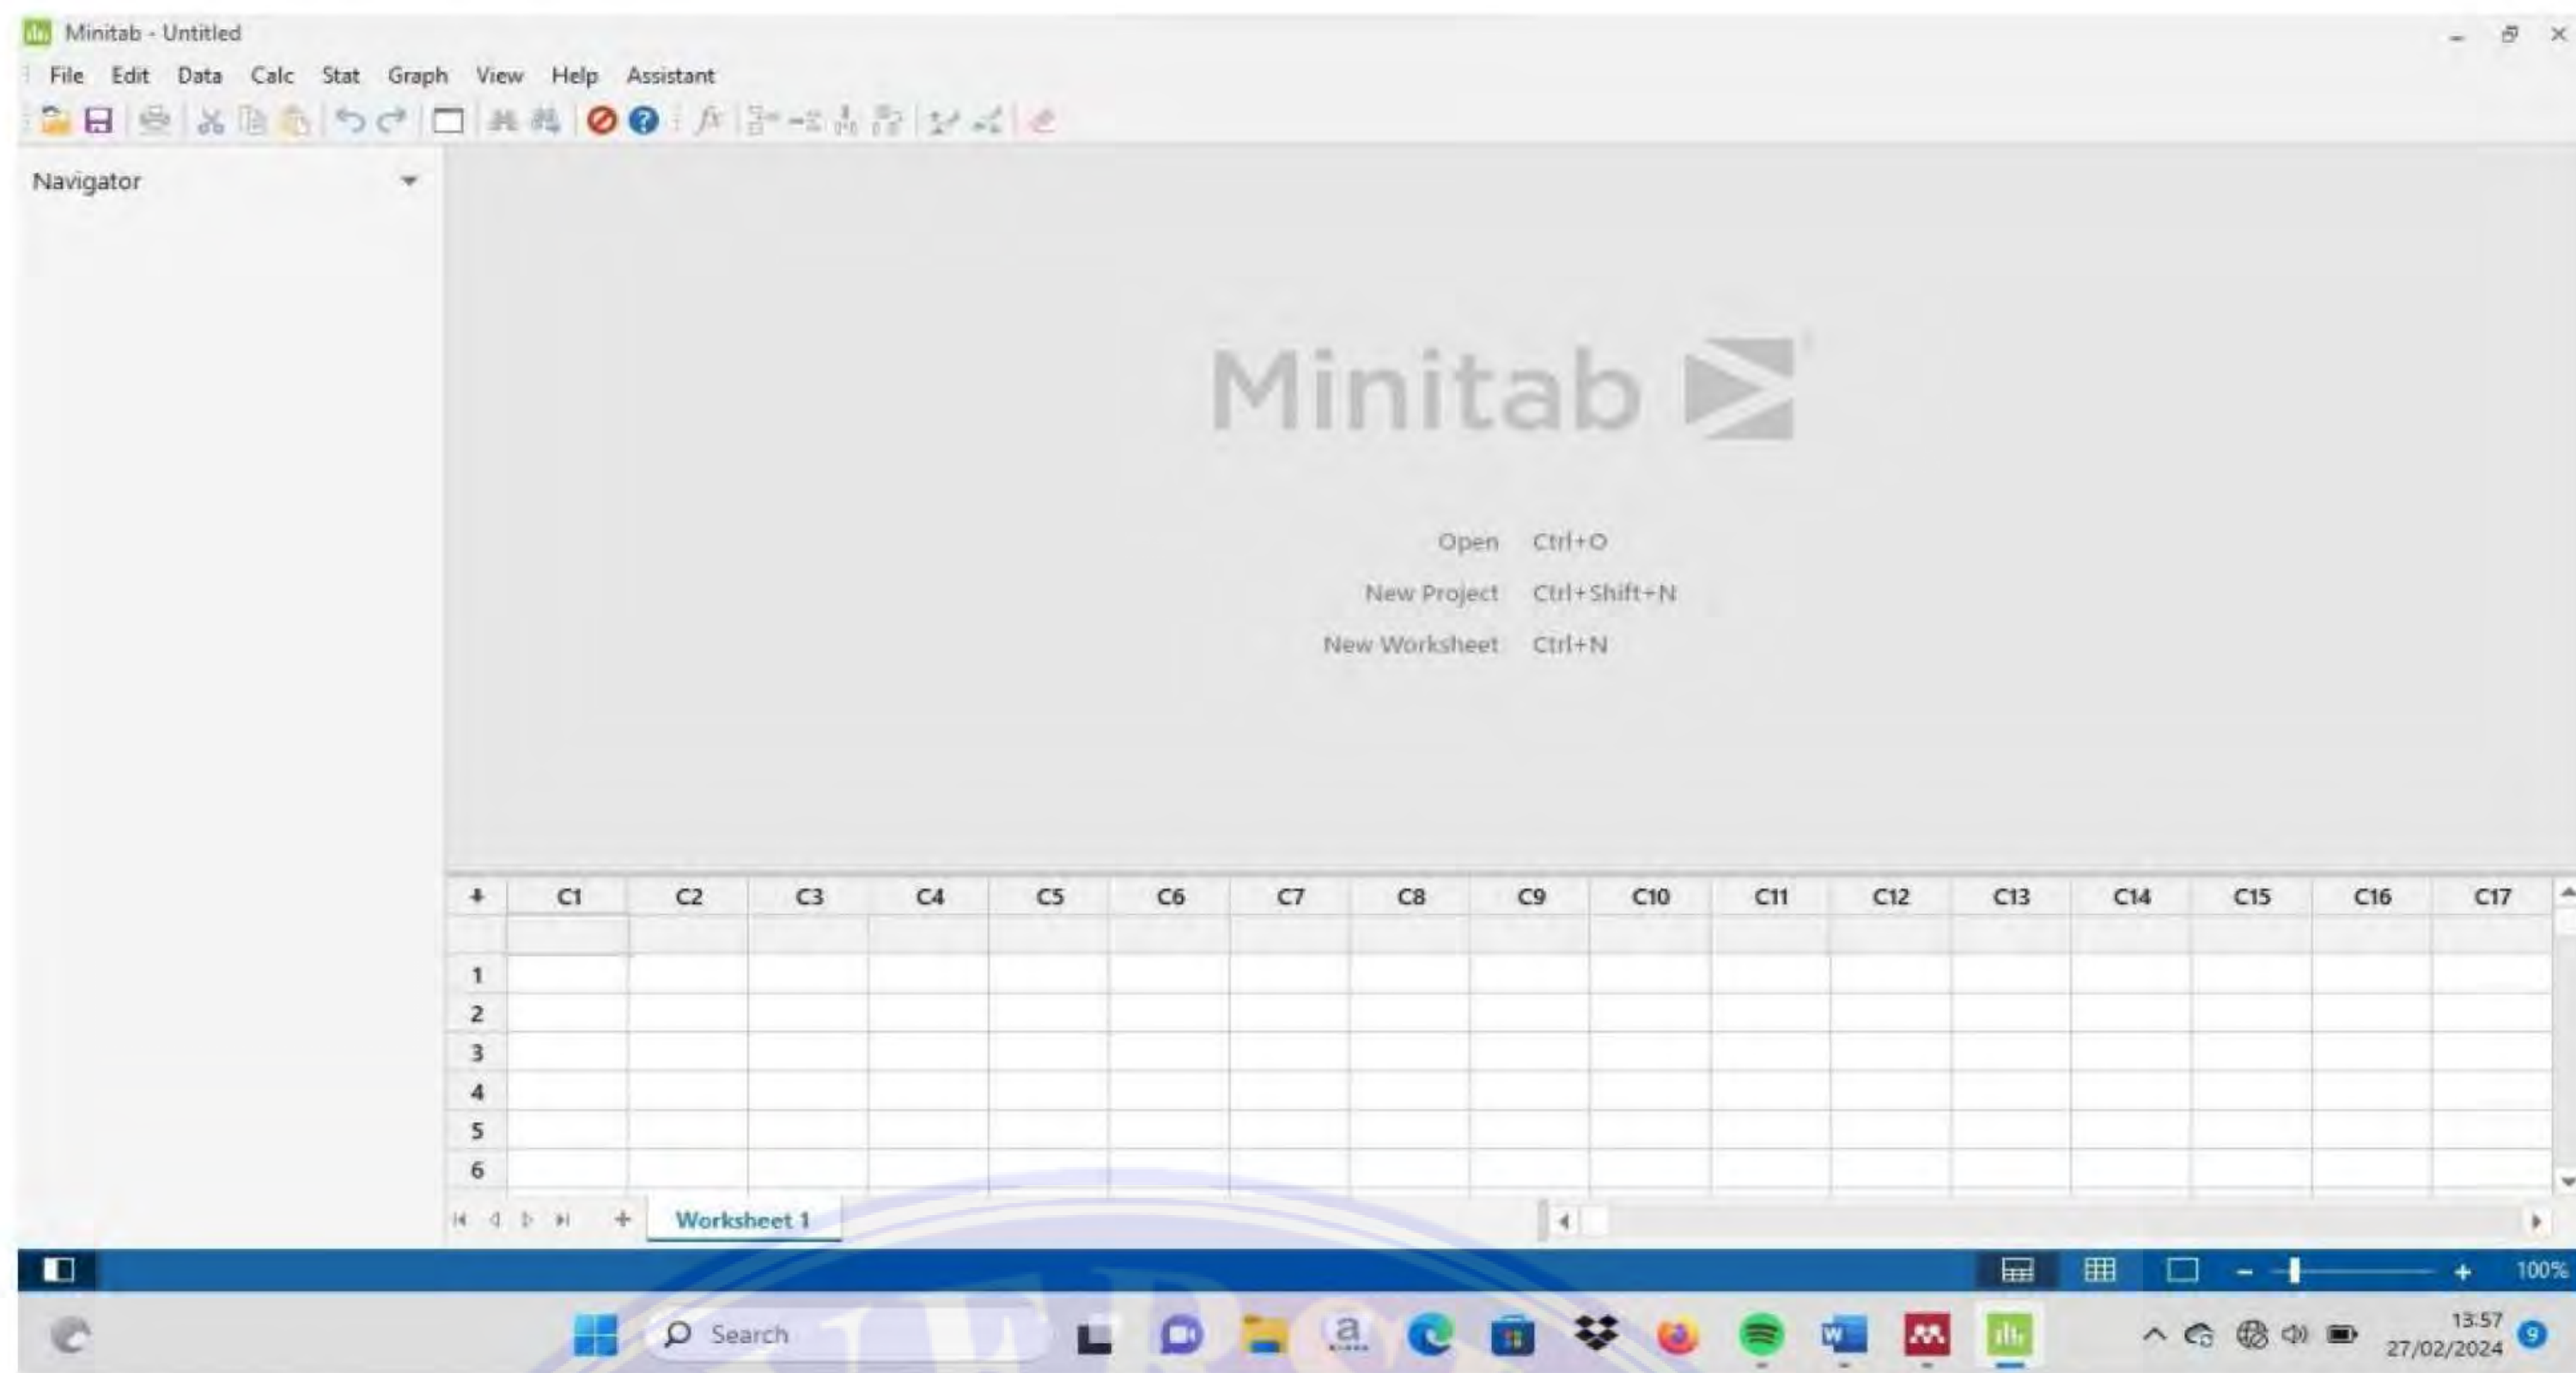 Minitab - Untitled
File Edit Data Calc Stat Graph View Help Assistant
Navigator
Minitab
Open Ctrl+O
New Project Ctrl+Shift+N
New Worksheet Ctrl+N
C1 C2 C3 C4 C5 C6 C7 C8 C9 C10 C11 C12 C13 C14 C15 C16 C17
1
2
3
4
5
6
Worksheet 1
100%
Search
13:57
27/02/2024
9